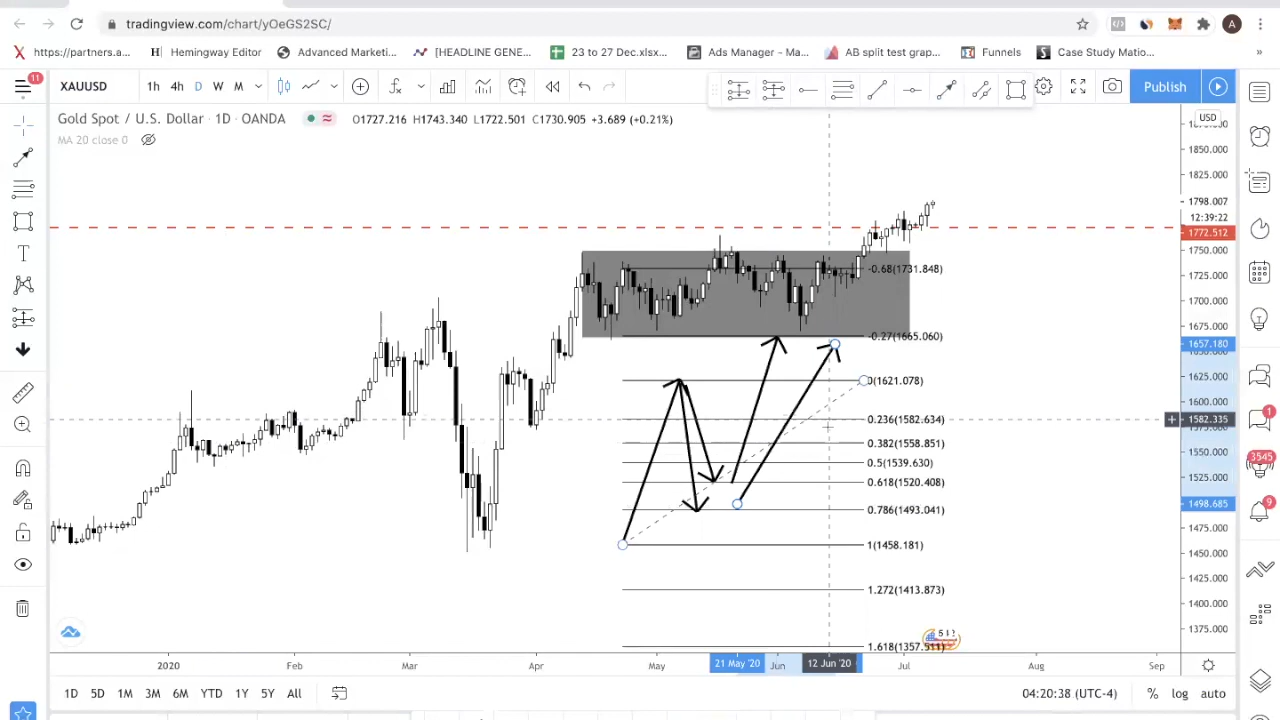 tradingview.com/chart/yOeGS2SC/
A
https://partners.a...
Hemingway Editor
Advanced Marketi...
[HEADLINE GENE...
23 to 27 Dec.xlsx...
Ads Manager - Ma...
AB split test grap...
Funnels
Case Study Matio...
»
11
XAUUSD
1h 4h D W M
Publish
Gold Spot / U.S. Dollar · 1D · OANDA
O1727.216 H1743.340 L1722.501 C1730.905 +3.689 (+0.21%)
USD
MA 20 close 0
1850.000
1825.000
1798.007
12:39:22
1772.512
1750.000
-0.68(1731.848)
1725.000
1700.000
1675.000
-0.27(1665.060)
1657.180
1625.000
0(1621.078)
1600.000
0.236(1582.634)
1582.335
0.382(1558.851)
1550.000
0.5(1539.630)
1525.000
0.618(1520.408)
1498.685
0.786(1493.041)
1475.000
1(1458.181)
1450.000
1425.000
1.272(1413.873)
1400.000
1375.000
1.618(1357.511)
1
3545
9
2020 Feb Mar Apr May 21 May '20 Jun 12 Jun '20 Jul Aug Sep
1D 5D 1M 3M 6M YTD 1Y 5Y All
04:20:38 (UTC-4) % log auto